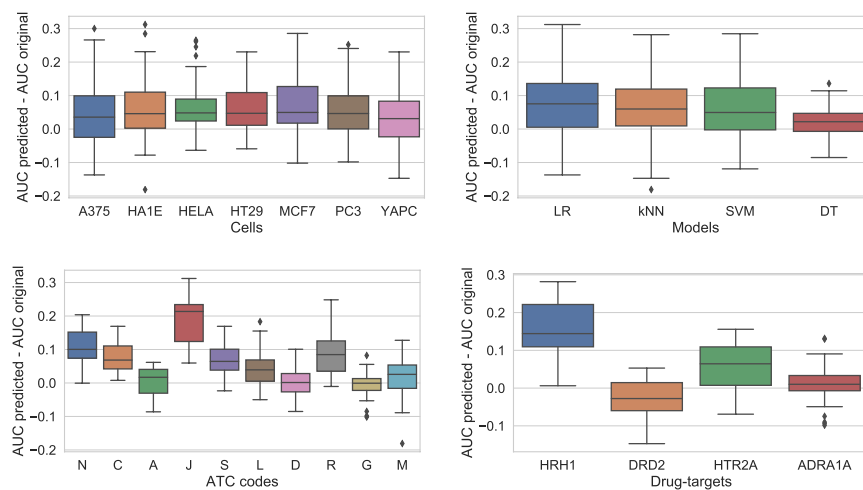 AUC predicted - AUC original
0.3
0.2
0.1
0.0
0.1
0.2
A375 HA1E HELA HT29 MCF7 PC3 YAPC
Cells
AUC predicted - AUC original
0.3
0.2
0.1
0.0
0.1
0.2
LR kNN SVM DT
Models
AUC predicted - AUC original
0.3
0.2
0.1
0.0
−0.1
−0.2
N C A J S L D R G M
ATC codes
AUC predicted - AUC original
0.3
0.2
0.1
0.0
−0.1
HRH1 DRD2 HTR2A ADRA1A
Drug-targets